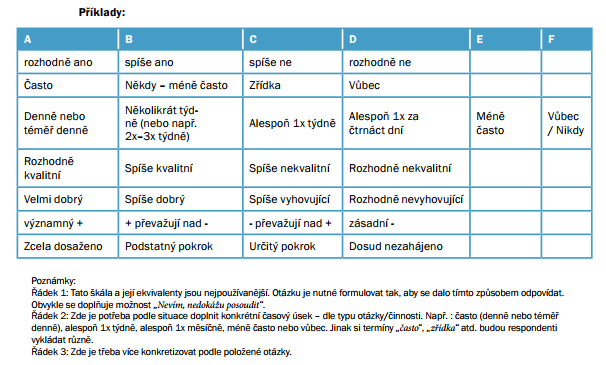 Příklady:
A B C D E F
rozhodně ano spíše ano spíše ne rozhodně ne
Často Někdy – méně často Zřídka Vůbec
Denně nebo téměř denně Několikrát týd-ně (nebo např. 2x–3x týdně) Alespoň 1x týdně Alespoň 1x za čtrnáct dní Méně často Vůbec / Nikdy
Rozhodně kvalitní Spíše kvalitní Spíše nekvalitní Rozhodně nekvalitní
Velmi dobrý Spíše dobrý Spíše vyhovující Rozhodně nevyhovující
významný + + převažují nad - - převažují nad + zásadní -
Zcela dosaženo Podstatný pokrok Určitý pokrok Dosud nezahájeno
Poznámky:
Řádek 1: Tato škála a její ekvivalenty jsou nejpoužívanější. Otázku je nutné formulovat tak, aby se dalo tímto způsobem odpovídat.
Obvykle se doplňuje možnost „Nevím, nedokážu posoudit“.
Řádek 2: Zde je potřeba podle situace doplnit konkrétní časový úsek – dle typu otázky/činnosti. Např. : často (denně nebo téměř
denně), alespoň 1x týdně, alespoň 1x měsíčně, méně často nebo vůbec. Jinak si termíny „často“, „zřídka“ atd. budou respondenti
vykládat různě.
Řádek 3: Zde je třeba více konkretizovat podle položené otázky.